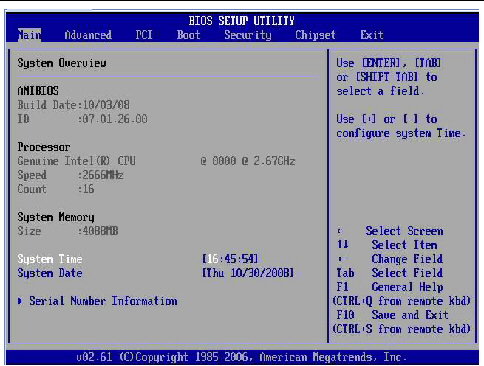 BIOS SETUP UTILITY
Main Advanced PCI Boot Security Chipset Exit
System Overview
AMIBIOS
Build Date:10/03/08
ID :07.01.26.00
Processor
Genuine Intel(R) CPU @ 0000 @ 2.67GHz
Speed :2666MHz
Count :16
System Memory
Size :4088MB
System Time [16:45:54]
System Date [Thu 10/30/2008]
Serial Number Information
Use [ENTER], [TAB]
or [SHIFT TAB] to
select a field.
Use [+] or [ ] to
configure system Time.
Select Screen
↑↓ Select Item
Change Field
Tab Select Field
F1 General Help
(CTRL+Q from remote kbd)
F10 Save and Exit
(CTRL+S from remote kbd)
v02.61 (C)Copyright 1985 2006, American Megatrends, Inc.